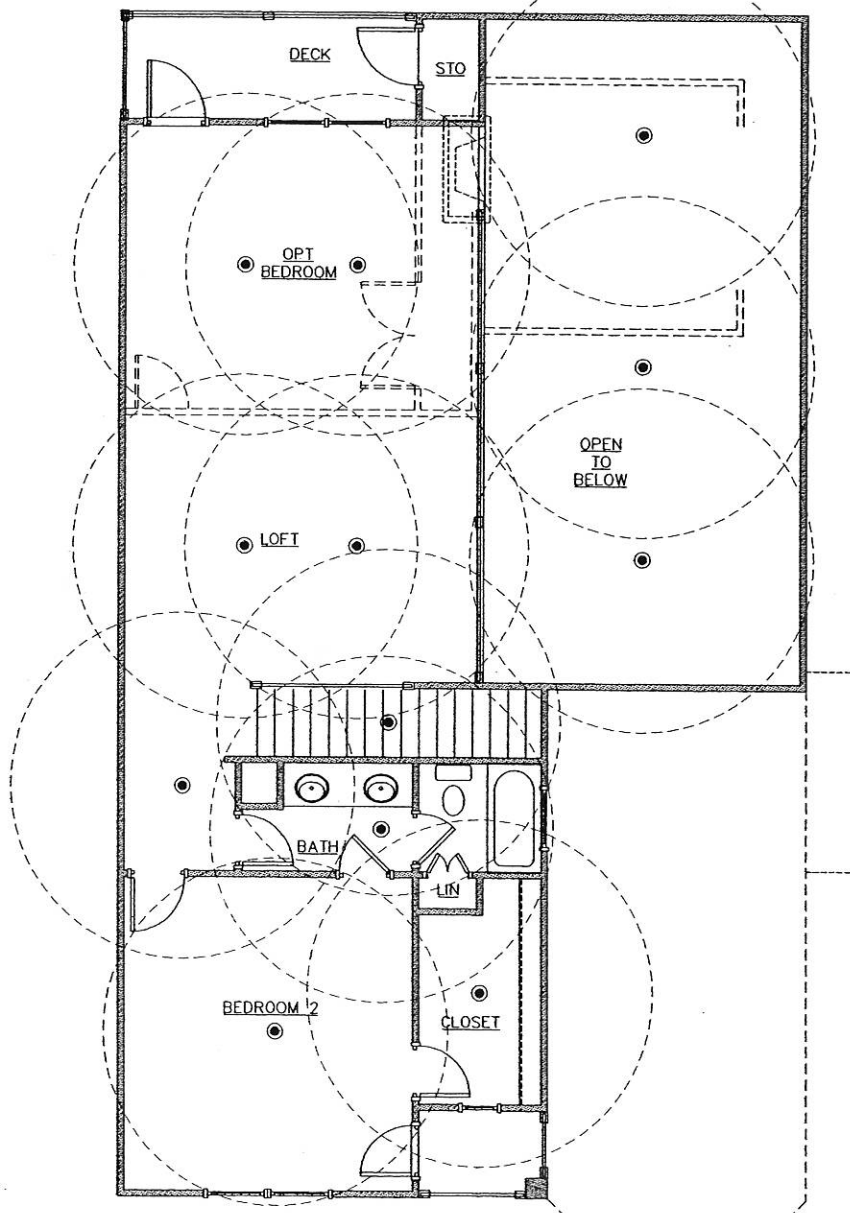 DECK
STO
OPT
BEDROOM
OPEN
TO
BELOW
LOFT
BATH
LIN
BEDROOM 2
CLOSET